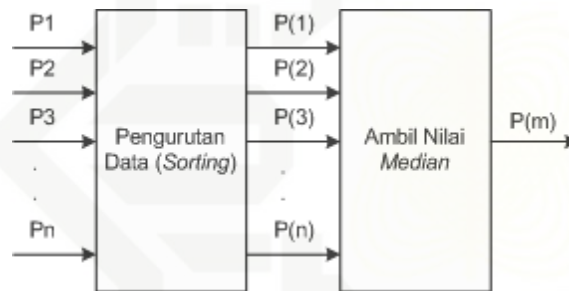 P1
P2
P3
.
.
Pn
Pengurutan
Data (Sorting)
P(1)
P(2)
P(3)
.
.
P(n)
Ambil Nilai
Median
P(m)